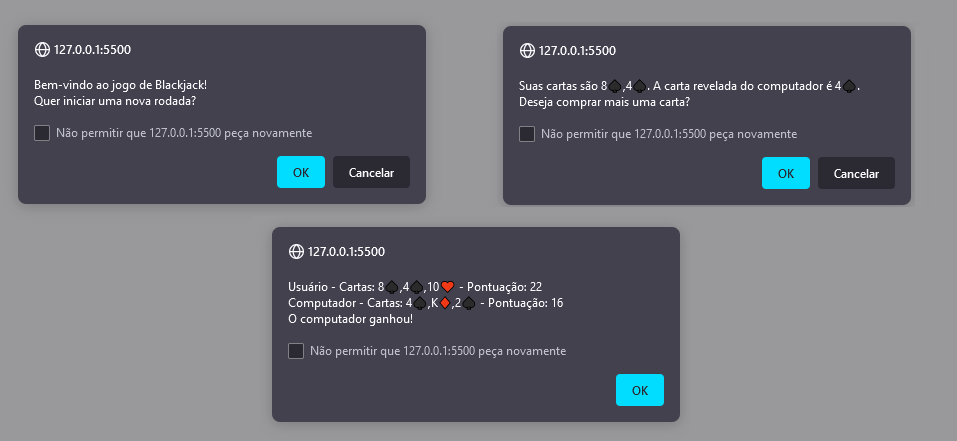 127.0.0.1:5500
Bem-vindo ao jogo de Blackjack!
Quer iniciar uma nova rodada?
Não permitir que 127.0.0.1:5500 peça novamente
OK
Cancelar
127.0.0.1:5500
Suas cartas são 8♠️,4♠️. A carta revelada do computador é 4♠️.
Deseja comprar mais uma carta?
Não permitir que 127.0.0.1:5500 peça novamente
OK
Cancelar
127.0.0.1:5500
Usuário - Cartas: 8♠️,4♠️,10♥️ - Pontuação: 22
Computador - Cartas: 4♠️,K♦️,2♠️ - Pontuação: 16
O computador ganhou!
Não permitir que 127.0.0.1:5500 peça novamente
OK